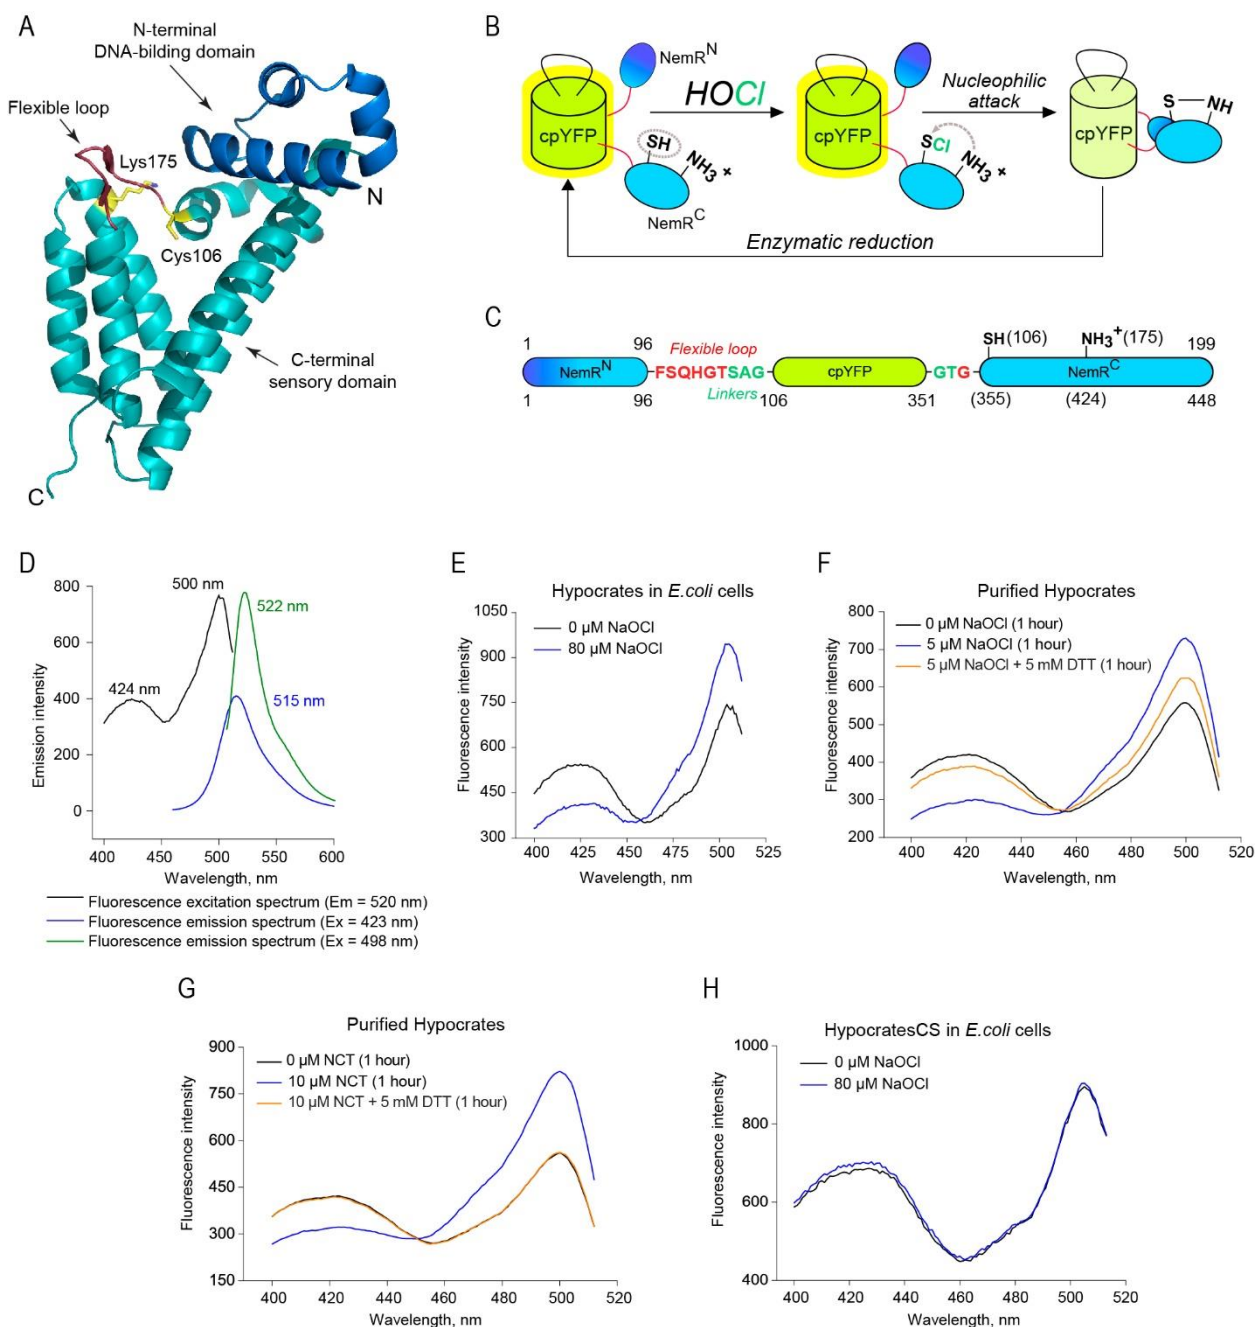 A
N-terminal
DNA-bilding domain
Flexible loop
Lys175
N
Cys106
C-terminal
sensory domain
C
B
NemR^N
cpYFP
HOCl
SH
NH3 +
NemR^C
cpYFP
SCl
NH3 +
Nucleophilic
attack
S NH
cpYFP
Enzymatic reduction
C
1 96 Flexible loop SH (106) NH3+ (175) 199
NemR^N FSQHGTSAG cpYFP GTG NemR^C
1 96 Linkers 106 351 (355) (424) 448
D
800
600
400
200
0
Emission intensity
500 nm
522 nm
424 nm
515 nm
400 450 500 550 600
Wavelength, nm
Fluorescence excitation spectrum (Em = 520 nm)
Fluorescence emission spectrum (Ex = 423 nm)
Fluorescence emission spectrum (Ex = 498 nm)
E
Hypocrates in E.coli cells
0 µM NaOCl
80 µM NaOCl
1050
900
750
600
450
300
Fluorescence intensity
400 425 450 475 500 525
Wavelength, nm
F
Purified Hypocrates
0 µM NaOCl (1 hour)
5 µM NaOCl (1 hour)
5 µM NaOCl + 5 mM DTT (1 hour)
800
700
600
500
400
300
200
Fluorescence intensity
400 420 440 460 480 500 520
Wavelength, nm
G
Purified Hypocrates
0 µM NCT (1 hour)
10 µM NCT (1 hour)
10 µM NCT + 5 mM DTT (1 hour)
900
750
600
450
300
150
Fluorescence intensity
400 420 440 460 480 500 520
Wavelength, nm
H
HypocratesCS in E.coli cells
0 µM NaOCl
80 µM NaOCl
1000
800
600
400
Fluorescence intensity
400 420 440 460 480 500 520
Wavelength, nm